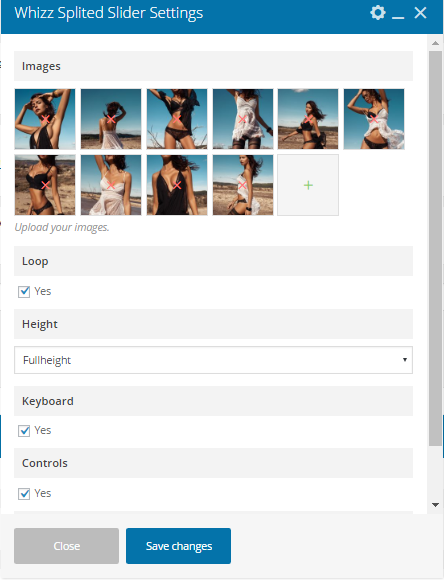 Whizz Splited Slider Settings
Images
Upload your images.
Loop
Yes
Height
Fullheight
Keyboard
Yes
Controls
Yes
Close Save changes